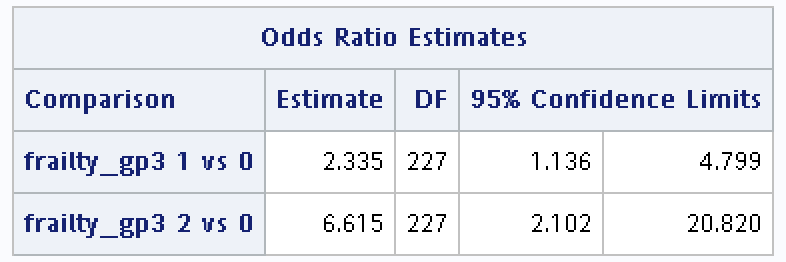 Odds Ratio Estimates
Comparison Estimate DF 95% Confidence Limits
frailty_gp3 1 vs 0 2.335 227 1.136 4.799
frailty_gp3 2 vs 0 6.615 227 2.102 20.820